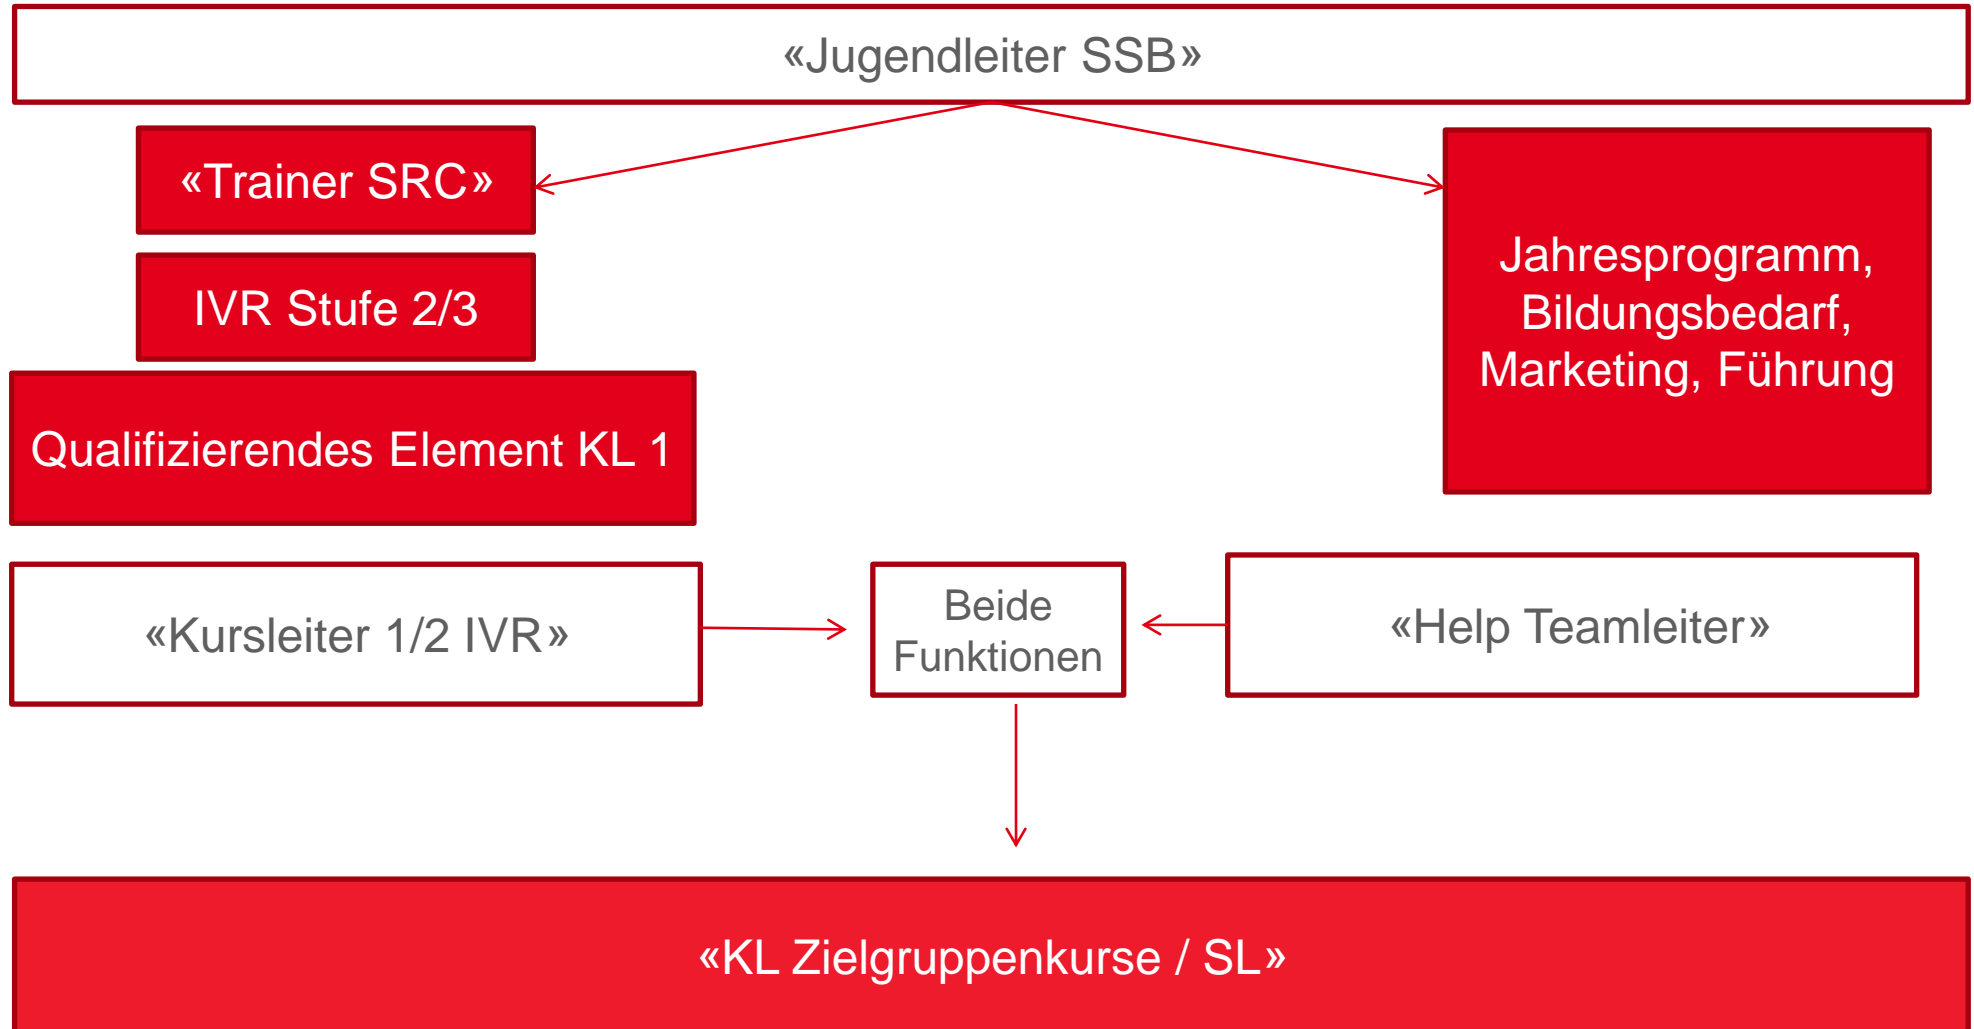 «Jugendleiter SSB»
«Trainer SRC»
IVR Stufe 2/3
Qualifizierendes Element KL 1
Jahresprogramm,
Bildungsbedarf,
Marketing, Führung
«Kursleiter 1/2 IVR»
Beide
Funktionen
«Help Teamleiter»
«KL Zielgruppenkurse / SL»